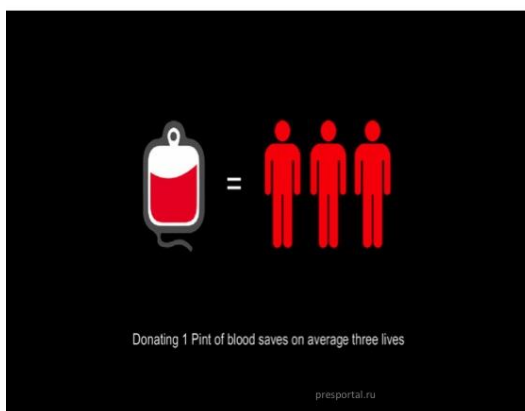 =
Donating 1 Pint of blood saves on average three lives
presportal.ru